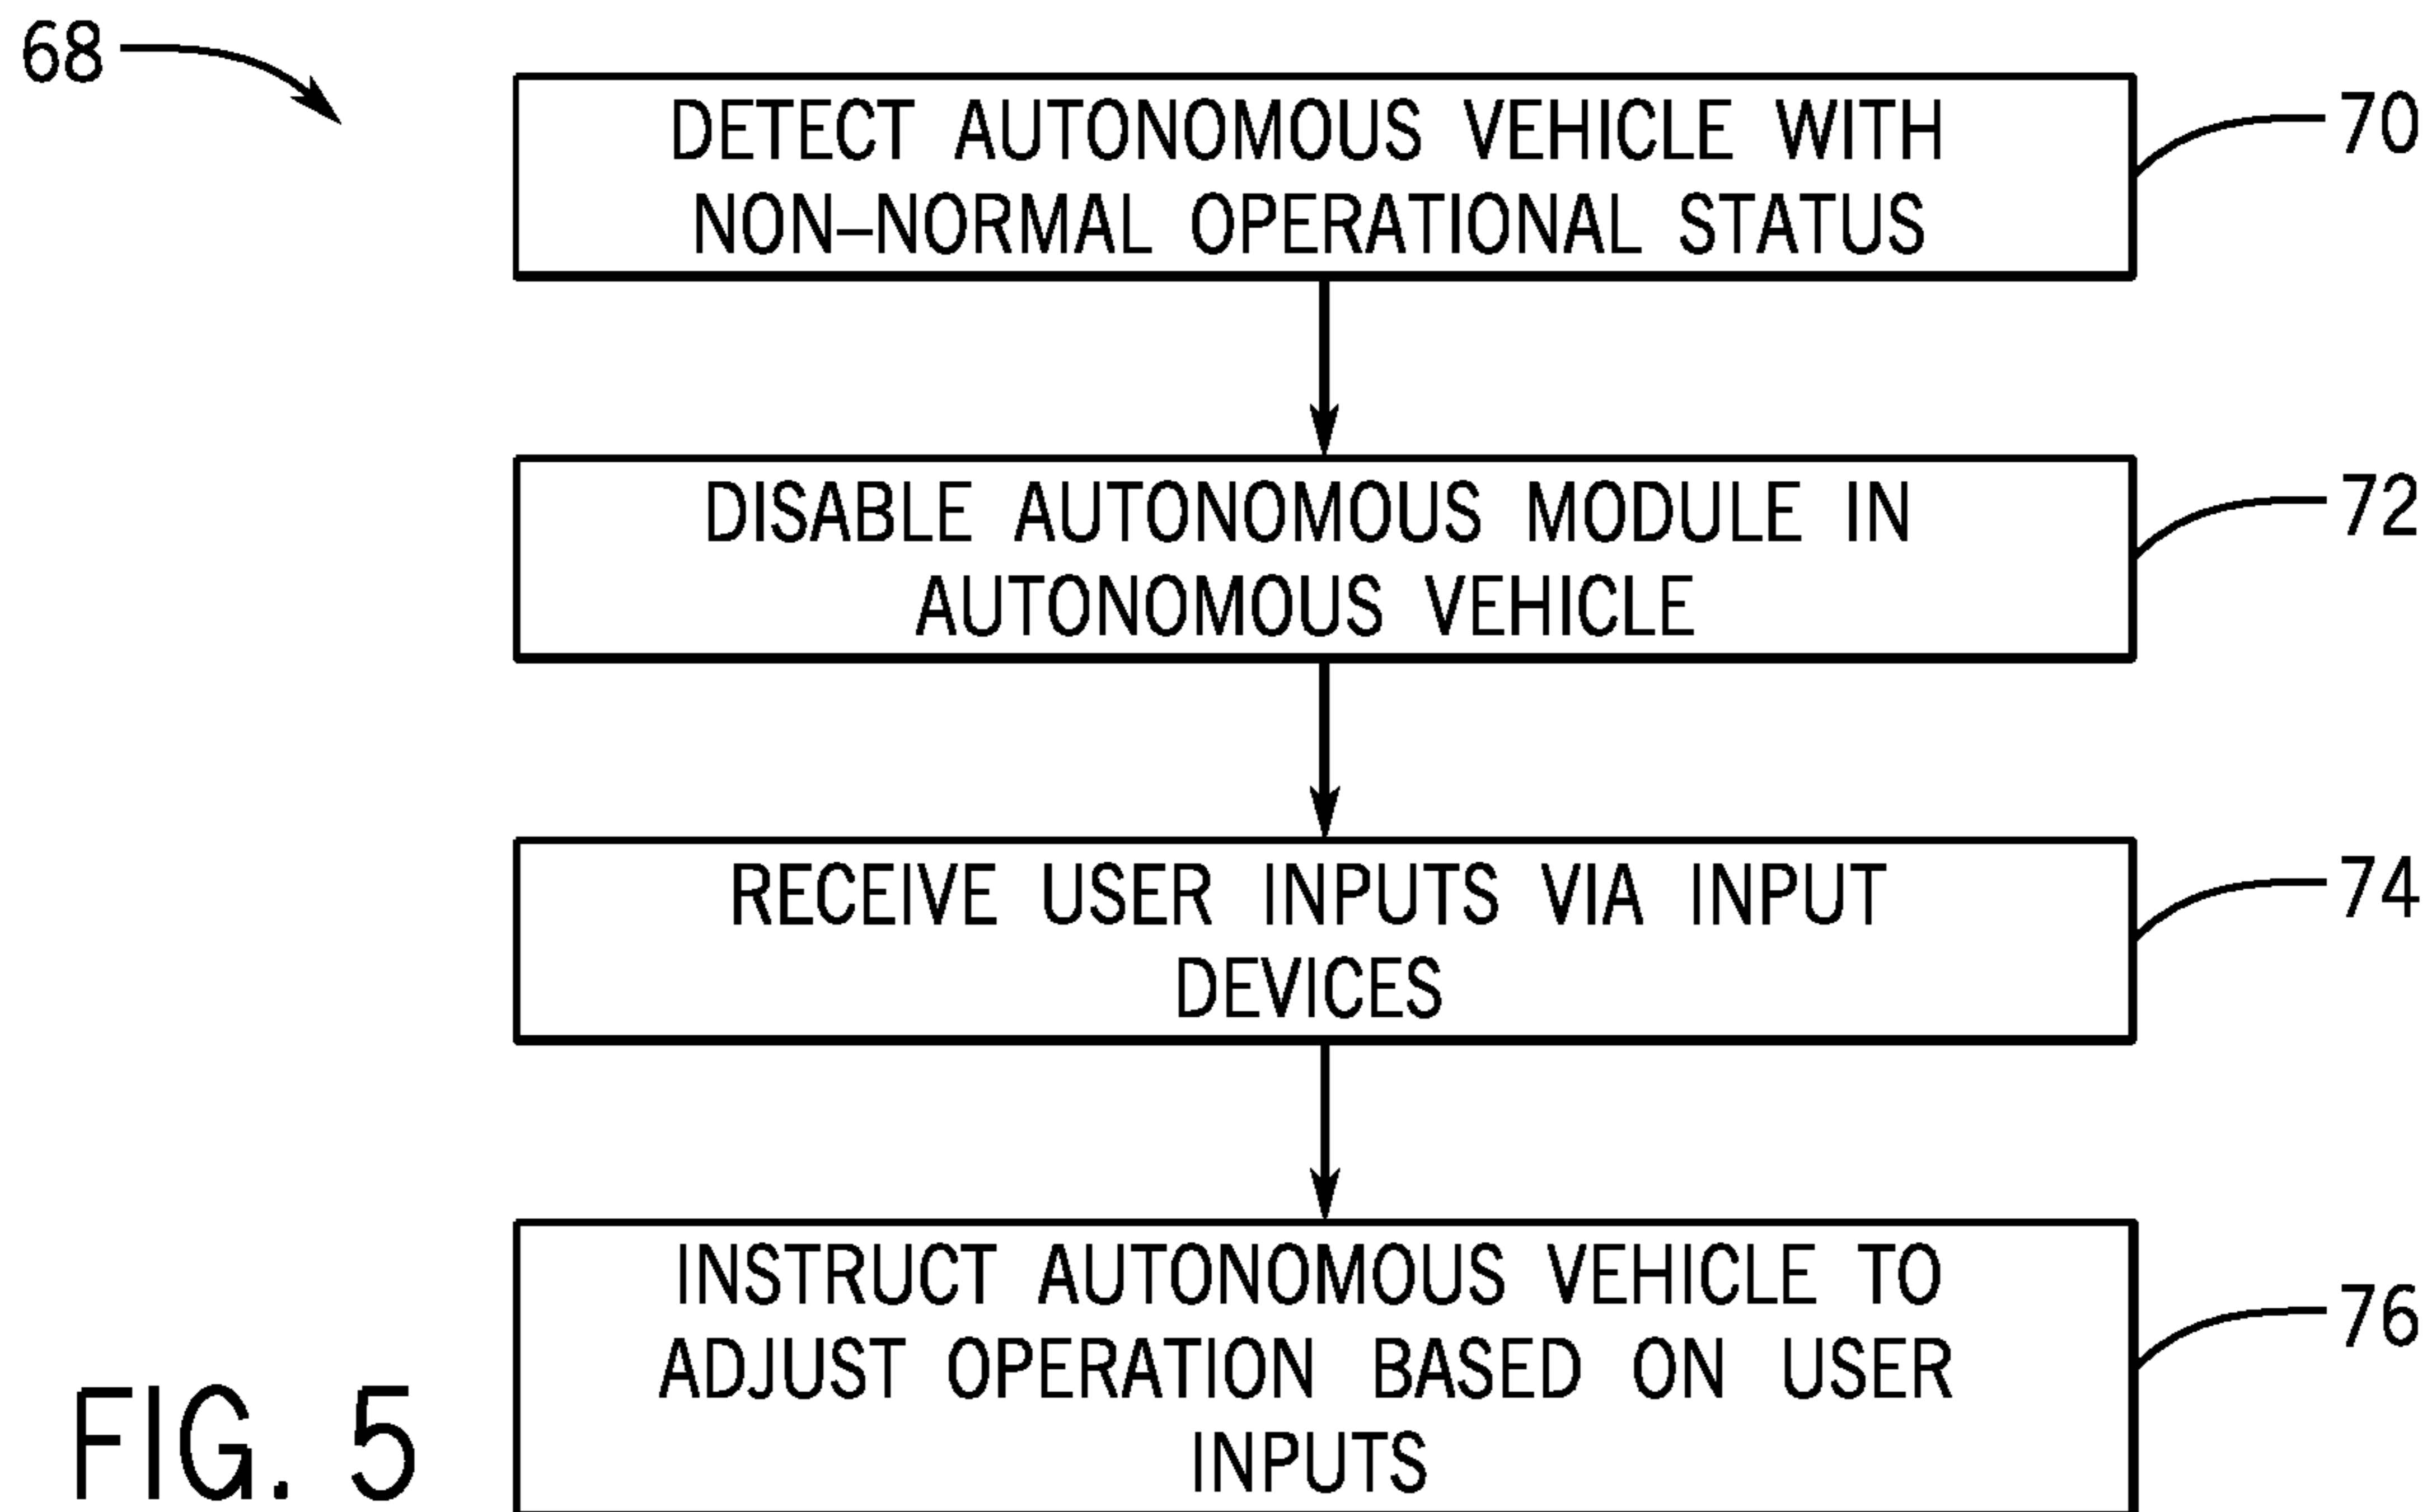 68
DETECT AUTONOMOUS VEHICLE WITH
NON–NORMAL OPERATIONAL STATUS
70
DISABLE AUTONOMOUS MODULE IN
AUTONOMOUS VEHICLE
72
RECEIVE USER INPUTS VIA INPUT
DEVICES
74
INSTRUCT AUTONOMOUS VEHICLE TO
ADJUST OPERATION BASED ON USER
INPUTS
76
FIG. 5